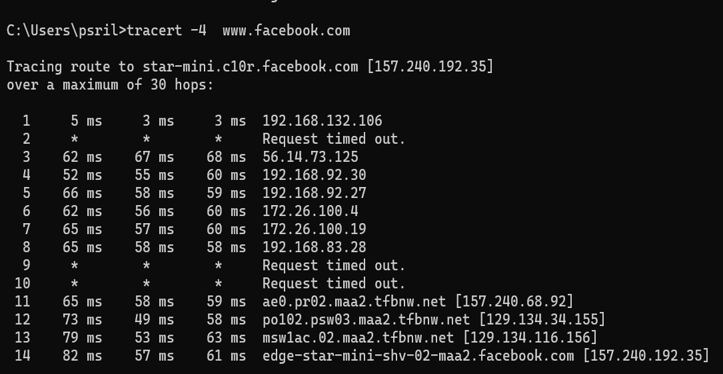 C:\Users\psril>tracert -4  www.facebook.com
Tracing route to star-mini.c10r.facebook.com [157.240.192.35]
over a maximum of 30 hops:
  1     5 ms     3 ms     3 ms  192.168.132.106
  2     *        *        *     Request timed out.
  3    62 ms    67 ms    68 ms  56.14.73.125
  4    52 ms    55 ms    60 ms  192.168.92.30
  5    66 ms    58 ms    59 ms  192.168.92.27
  6    62 ms    56 ms    60 ms  172.26.100.4
  7    65 ms    57 ms    60 ms  172.26.100.19
  8    65 ms    58 ms    58 ms  192.168.83.28
  9     *        *        *     Request timed out.
 10     *        *        *     Request timed out.
 11    65 ms    58 ms    59 ms  ae0.pr02.maa2.tfbnw.net [157.240.68.92]
 12    73 ms    49 ms    58 ms  po102.psw03.maa2.tfbnw.net [129.134.34.155]
 13    79 ms    53 ms    63 ms  msw1ac.02.maa2.tfbnw.net [129.134.116.156]
 14    82 ms    57 ms    61 ms  edge-star-mini-shv-02-maa2.facebook.com [157.240.192.35]